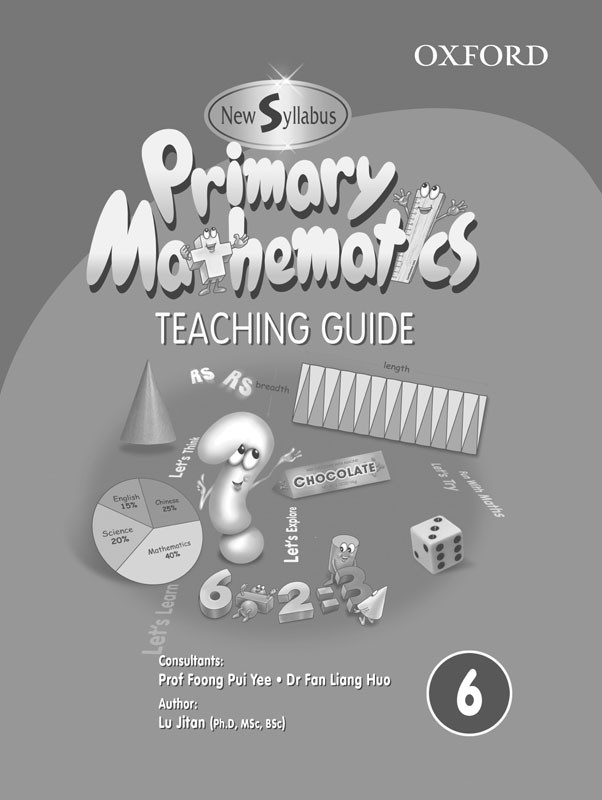 OXFORD
New Syllabus
Primary
Mathematics
TEACHING GUIDE
RS RS
breadth
length
Let's Think
CHOCOLATE
Let's Try
Fun With Maths
English
15%
Chinese
25%
Science
20%
Mathematics
40%
Let's Explore
6 ÷ 2 = 3
Let's Learn
Consultants:
Prof Foong Pui Yee • Dr Fan Liang Huo
Author:
Lu Jitan (Ph.D, MSc, BSc)
6